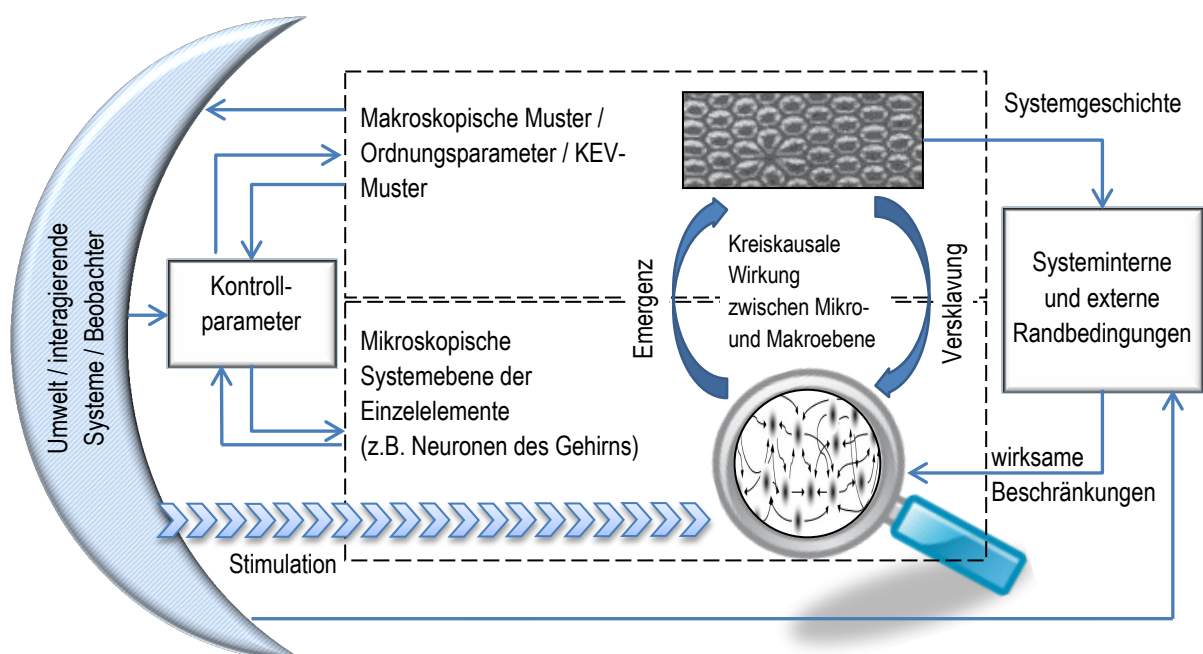 Umwelt / interagierende
Systeme / Beobachter
Makroskopische Muster /
Ordnungsparameter / KEV-
Muster
Kontroll-
parameter
Mikroskopische
Systemebene der
Einzelelemente
(z.B. Neuronen des Gehirns)
Stimulation
Emergenz
Kreiskausale
Wirkung
zwischen Mikro-
und Makroebene
Versklavung
Systemgeschichte
Systeminterne
und externe
Randbedingungen
wirksame
Beschränkungen